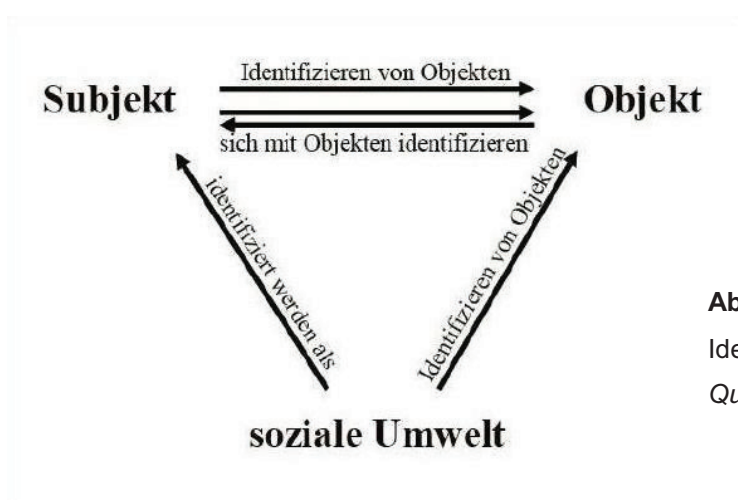 Identifizieren von Objekten
Subjekt
Objekt
sich mit Objekten identifizieren
identifiziert werden als
Identifizieren von Objekten
soziale Umwelt